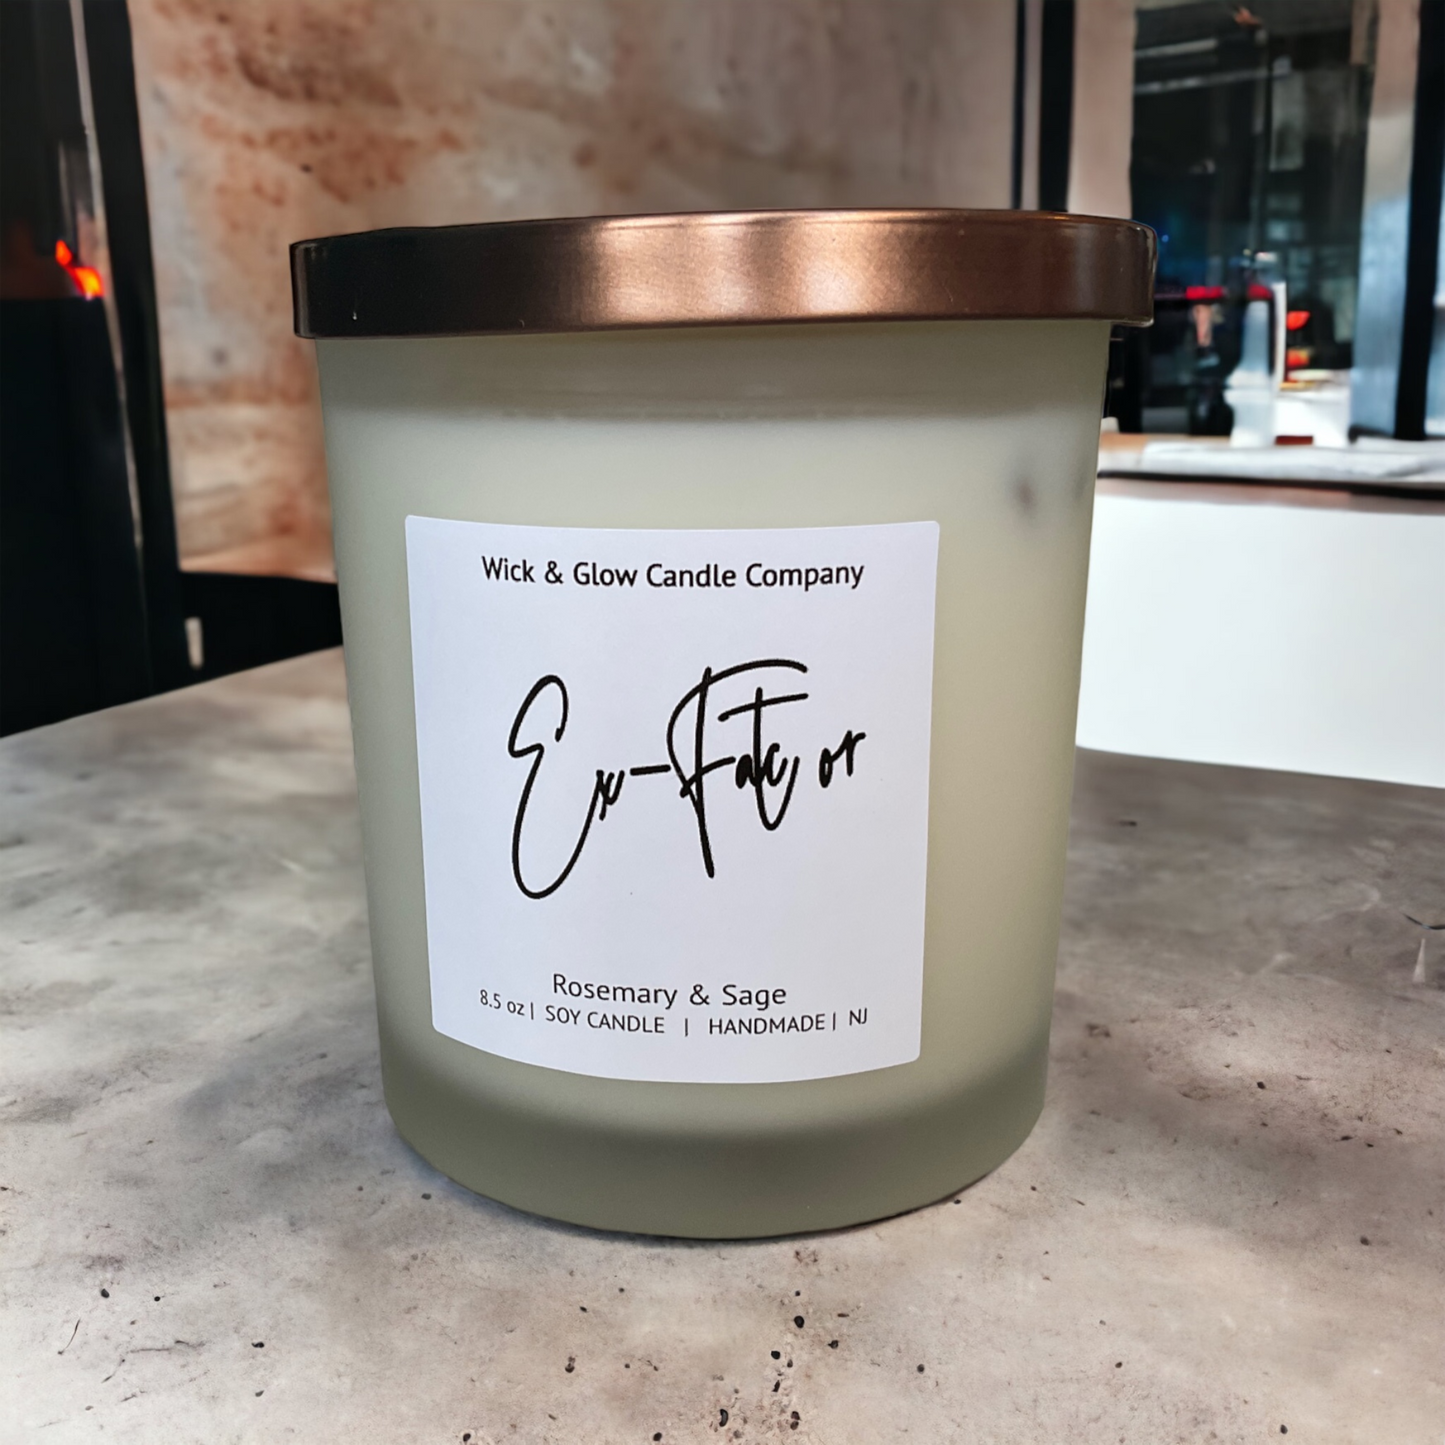 Wick & Glow Candle Company
Ex-Factor
Rosemary & Sage
8.5 oz | SOY CANDLE | HANDMADE | NJ